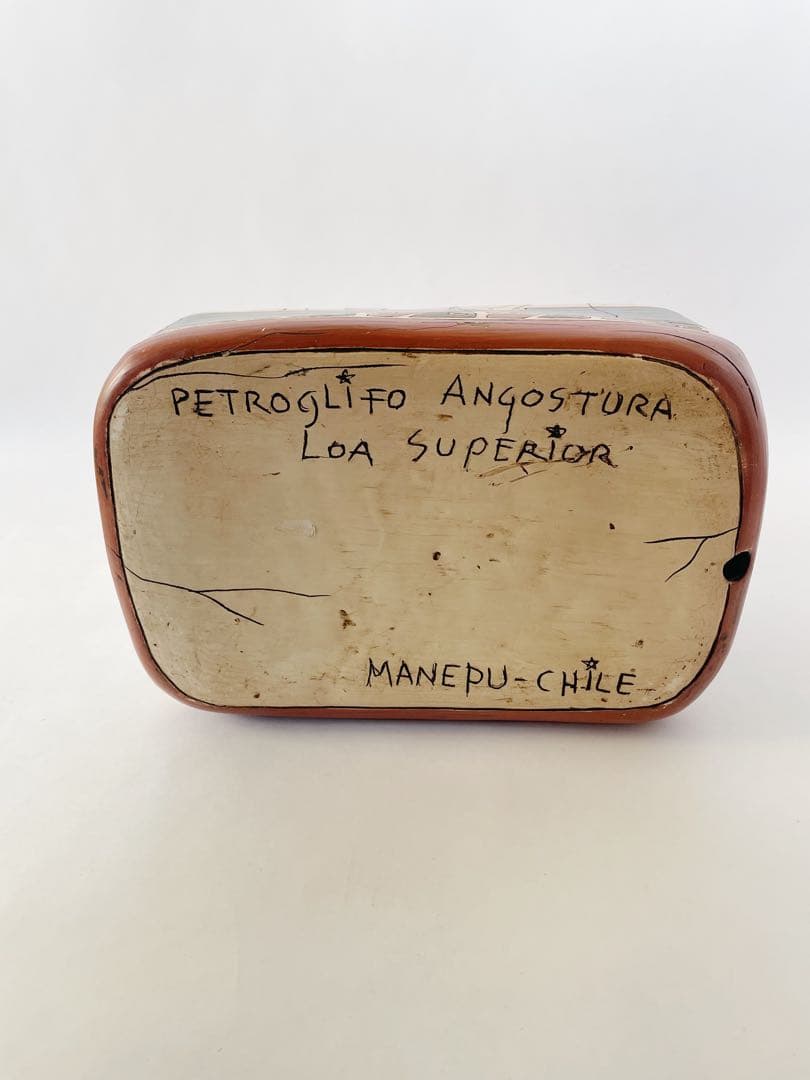 PETROGLiFO ANGOSTURA
LOA SUPERiOR
MANEPU-CHiLE